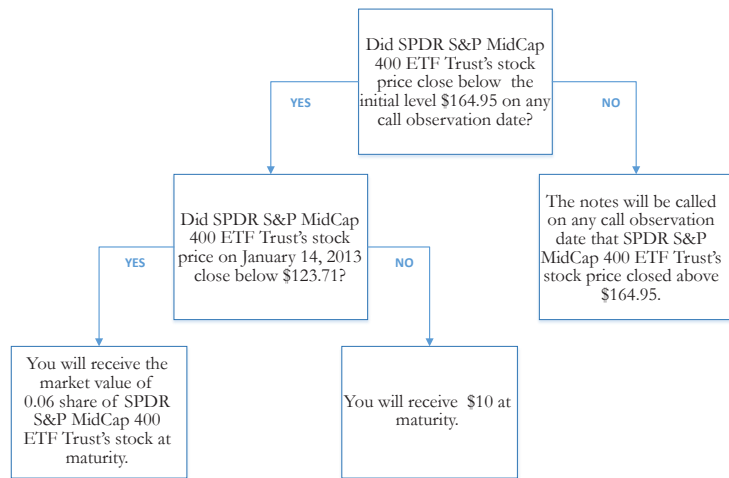 Did SPDR S&P MidCap
400 ETF Trust's stock
price close below the
initial level $164.95 on any
call observation date?
YES
NO
Did SPDR S&P MidCap
400 ETF Trust's stock
price on January 14, 2013
close below $123.71?
The notes will be called
on any call observation
date that SPDR S&P
MidCap 400 ETF Trust's
stock price closed above
$164.95.
YES
NO
You will receive the
market value of
0.06 share of SPDR
S&P MidCap 400
ETF Trust's stock at
maturity.
You will receive $10 at
maturity.